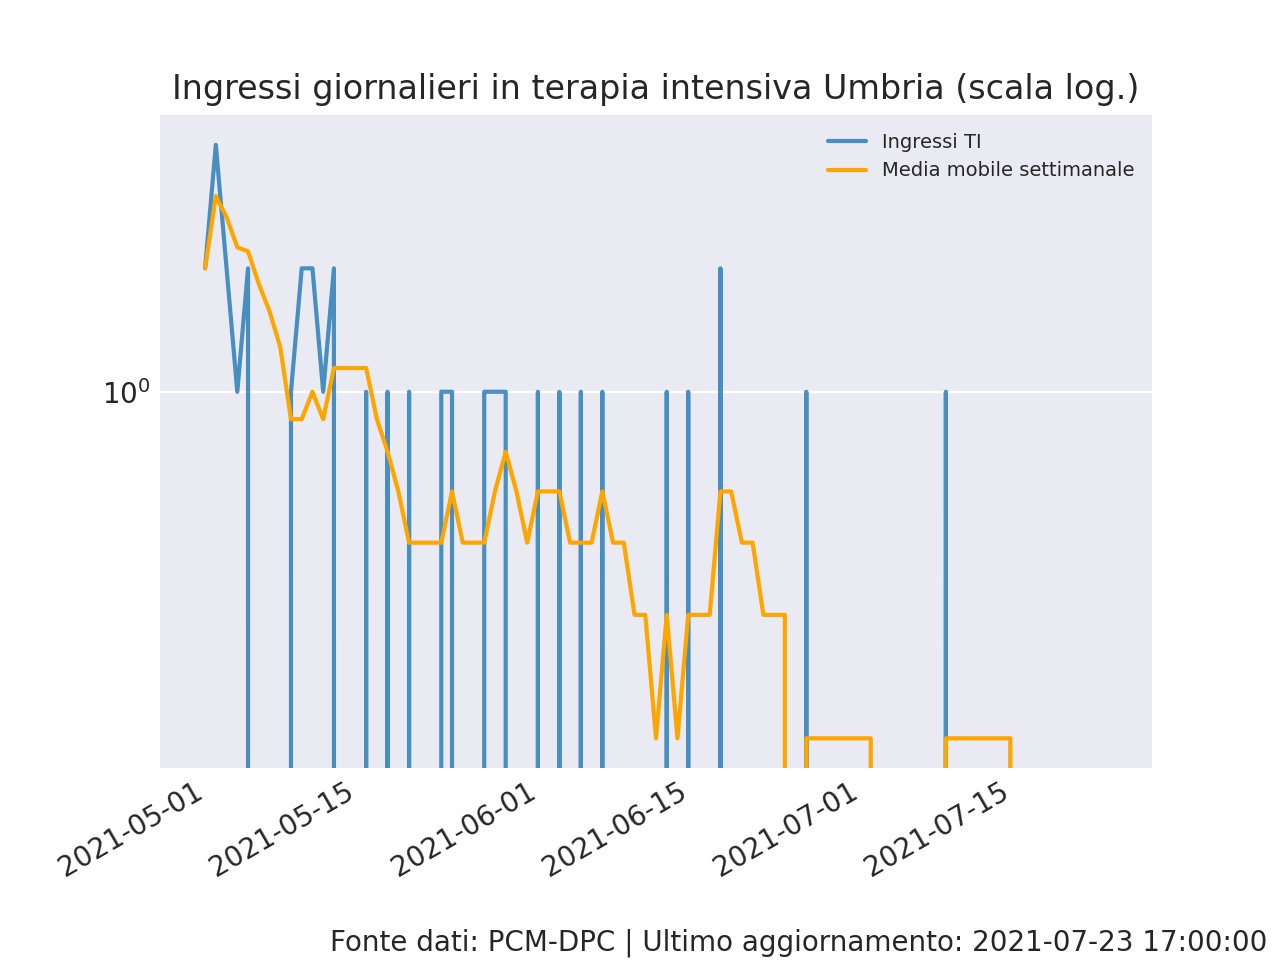 Ingressi giornalieri in terapia intensiva Umbria (scala log.)
Ingressi TI
Media mobile settimanale
10⁰
2021-05-01
2021-05-15
2021-06-01
2021-06-15
2021-07-01
2021-07-15
Fonte dati: PCM-DPC | Ultimo aggiornamento: 2021-07-23 17:00:00